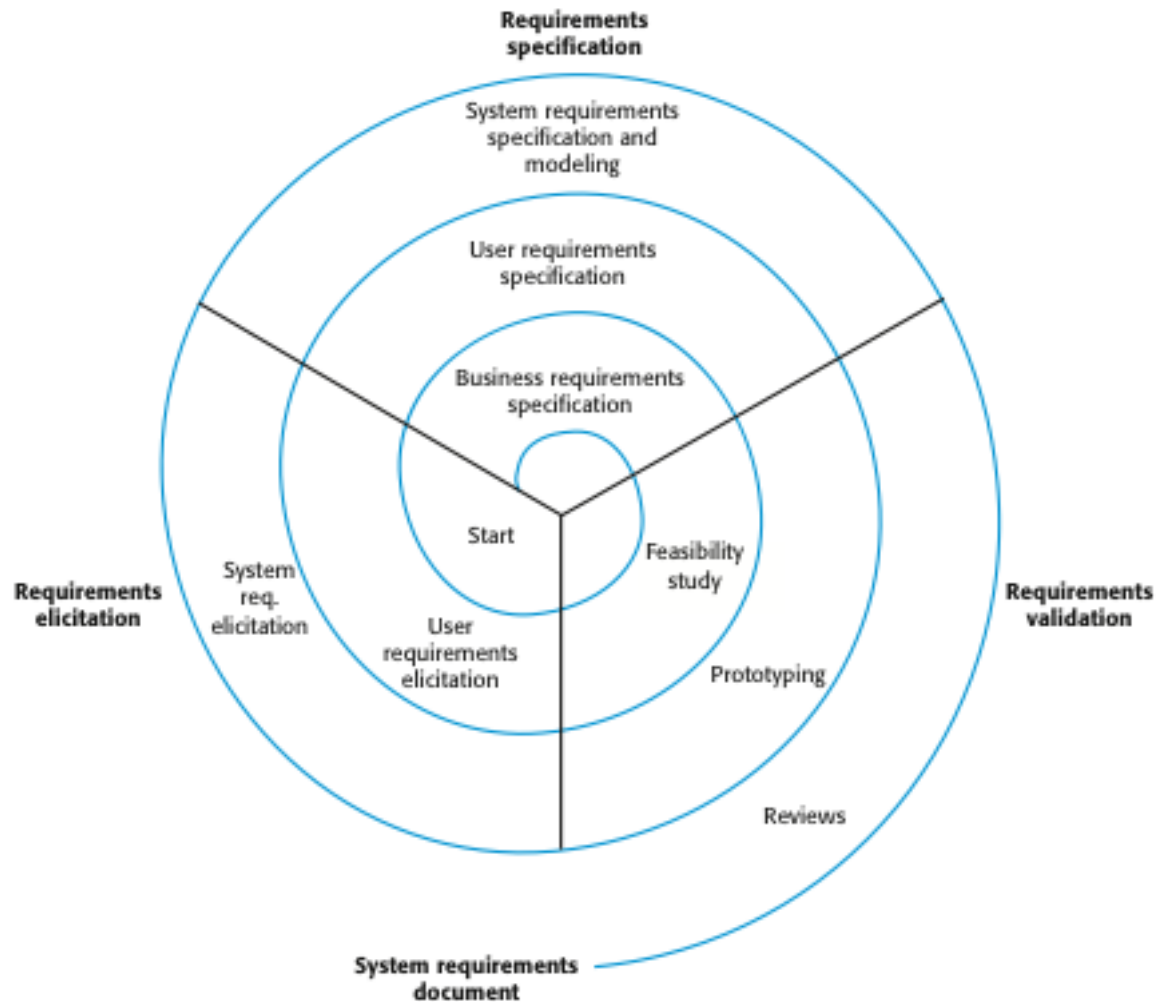 Requirements
specification
System requirements
specification and
modeling
User requirements
specification
Business requirements
specification
Start
Feasibility
study
System
req.
elicitation
Requirements
elicitation
Requirements
validation
User
requirements
elicitation
Prototyping
Reviews
System requirements
document